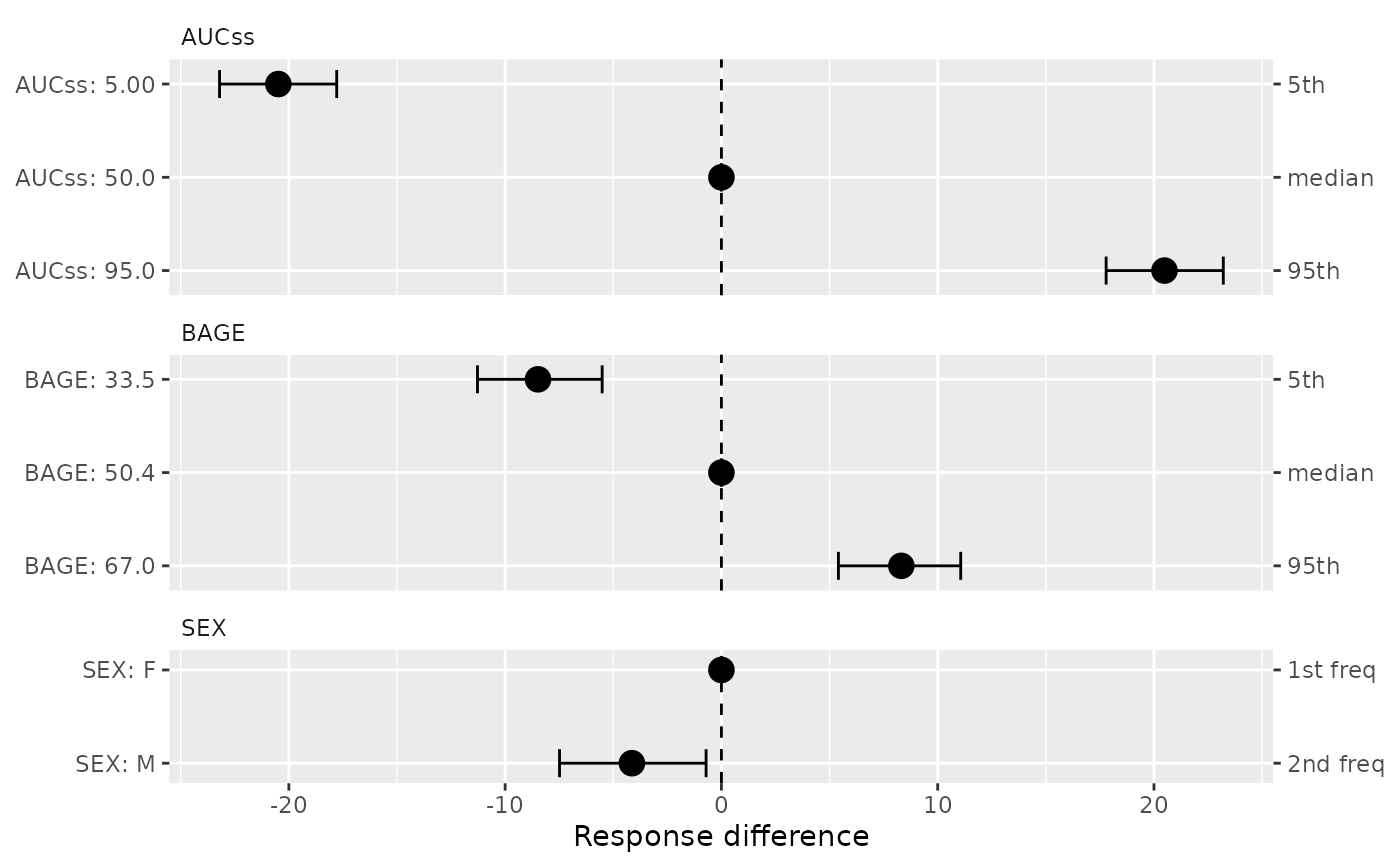 AUCss
AUCss: 5.00 5th
AUCss: 50.0 median
AUCss: 95.0 95th
BAGE
BAGE: 33.5 5th
BAGE: 50.4 median
BAGE: 67.0 95th
SEX
SEX: F 1st freq
SEX: M 2nd freq
-20 -10 0 10 20
Response difference